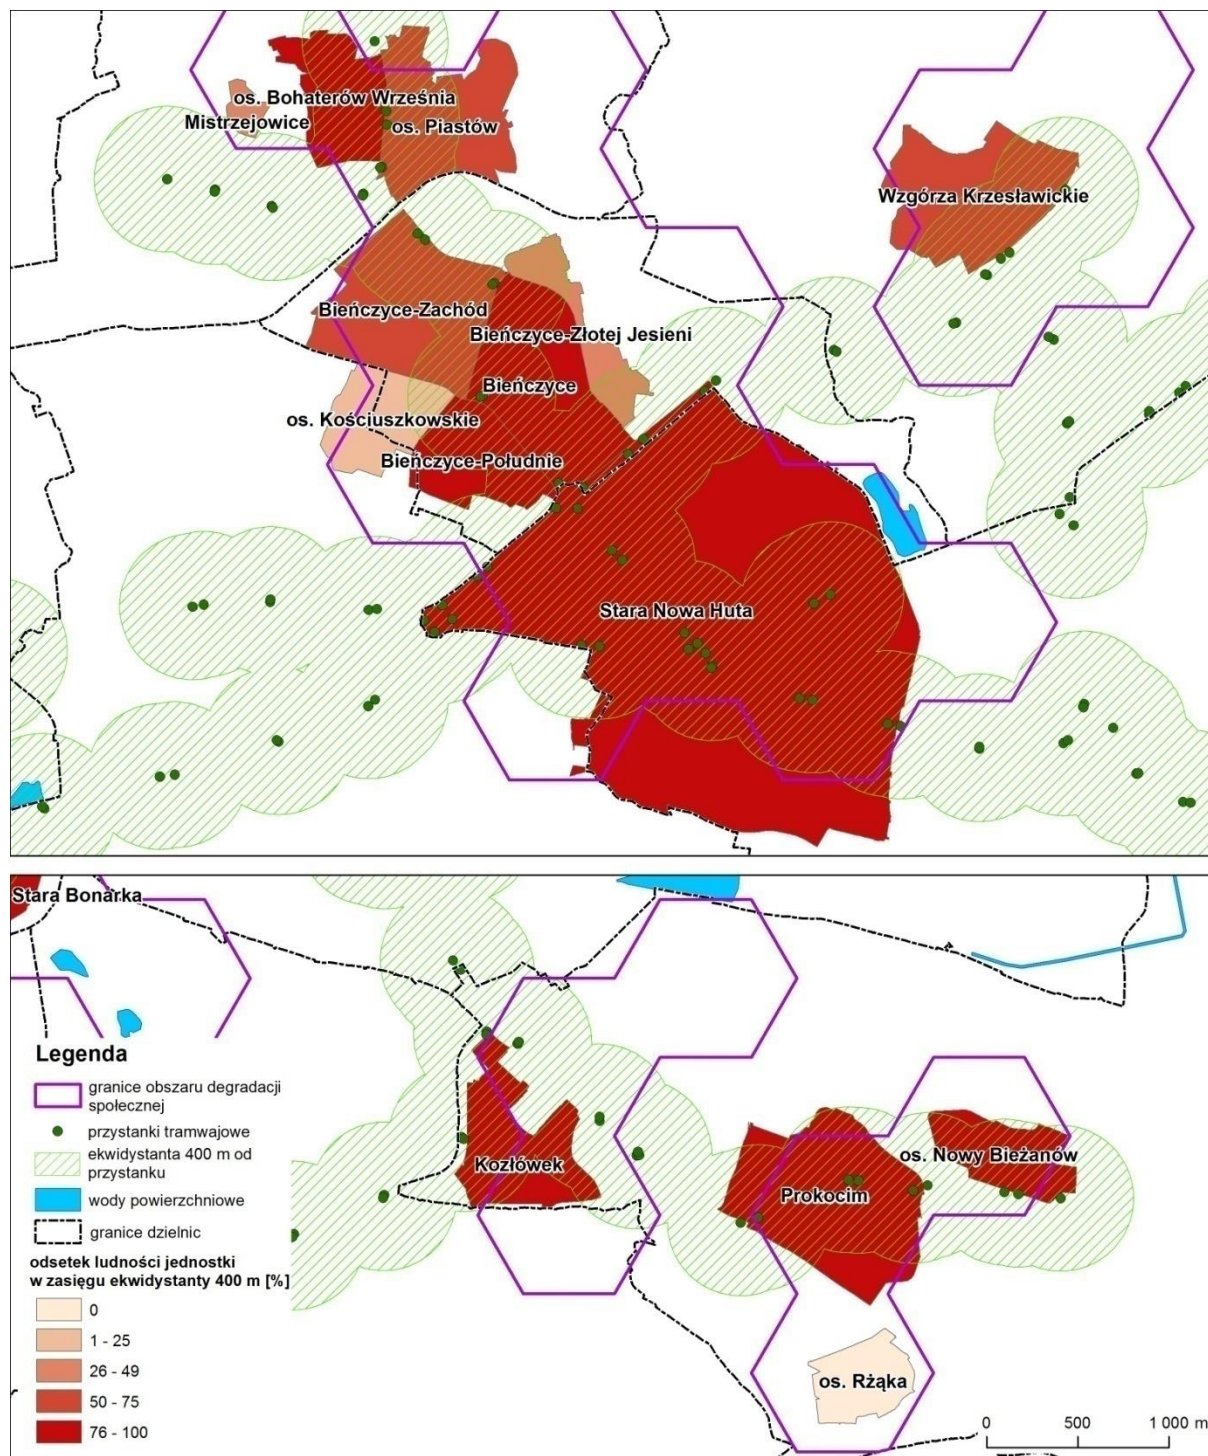 os. Bohaterów Września
Mistrzejowice
os. Piastów
Wzgórza Krzesławickie
Bieńczyce-Zachód
Bieńczyce-Złotej Jesieni
Bieńczyce
os. Kościuszkowskie
Bieńczyce-Południe
Stara Nowa Huta
Stara Bonarka
Kozłówek
os. Nowy Bieżanów
Prokocim
os. Rżąka
Legenda
granice obszaru degradacji
społecznej
przystanki tramwajowe
ekwidystanta 400 m od
przystanku
wody powierzchniowe
granice dzielnic
odsetek ludności jednostki
w zasięgu ekwidystanty 400 m [%]
0
1 - 25
26 - 49
50 - 75
76 - 100
0 500 1 000 m